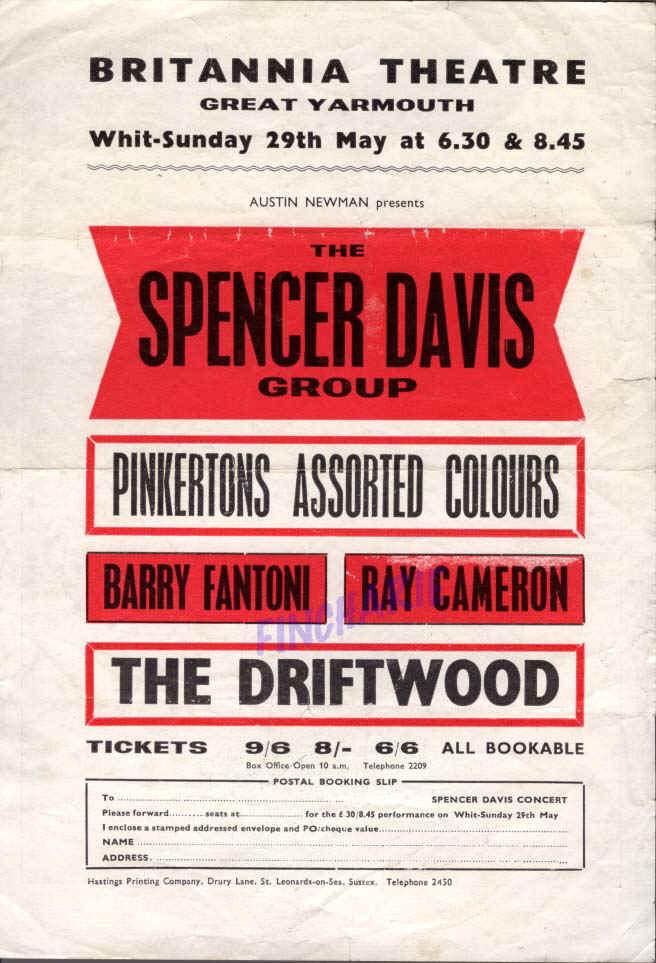 BRITANNIA THEATRE
GREAT YARMOUTH
Whit-Sunday 29th May at 6.30 & 8.45
AUSTIN NEWMAN presents
THE
SPENCER DAVIS
GROUP
PINKERTONS ASSORTED COLOURS
BARRY FANTONI RAY CAMERON
THE DRIFTWOOD
TICKETS 9/6 8/- 6/6 ALL BOOKABLE
Box Office Open 10 a.m. Telephone 2209
POSTAL BOOKING SLIP
To SPENCER DAVIS CONCERT
Please forward seats at for the 6 30/8.45 performance on Whit-Sunday 29th May
I enclose a stamped addressed envelope and PO/cheque value
NAME
ADDRESS.
Hastings Printing Company, Drury Lane, St. Leonards-on-Sea, Sussex. Telephone 2450